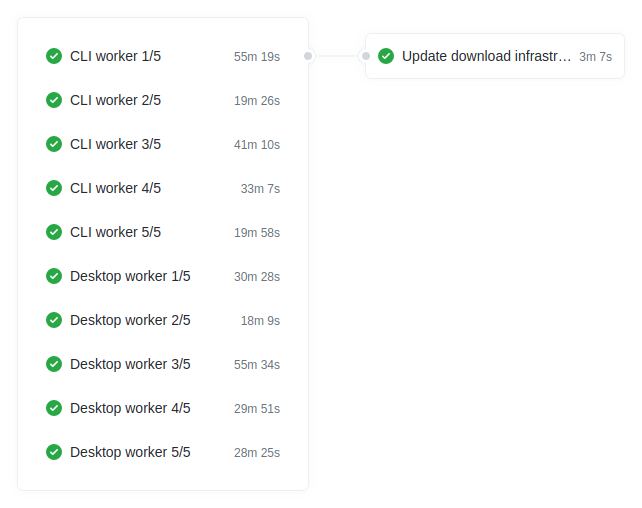 CLI worker 1/5 55m 19s
CLI worker 2/5 19m 26s
CLI worker 3/5 41m 10s
CLI worker 4/5 33m 7s
CLI worker 5/5 19m 58s
Desktop worker 1/5 30m 28s
Desktop worker 2/5 18m 9s
Desktop worker 3/5 55m 34s
Desktop worker 4/5 29m 51s
Desktop worker 5/5 28m 25s
Update download infrastr... 3m 7s